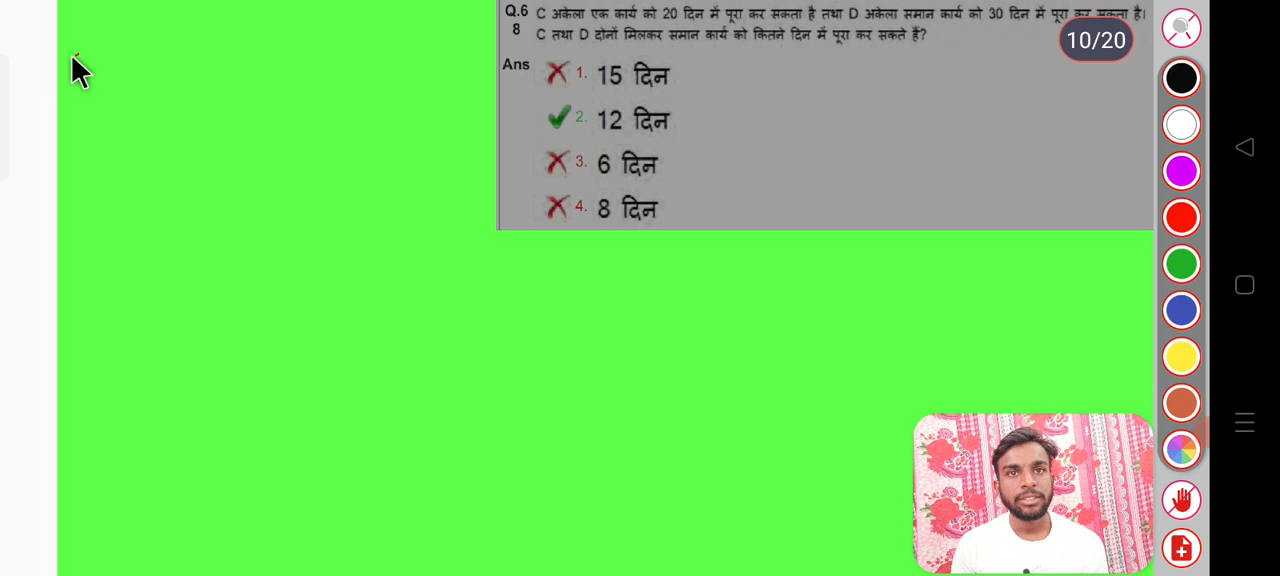 Q.6 C अकेला एक कार्य को 20 दिन में पूरा कर सकता है तथा D अकेला समान कार्य को 30 दिन में पूरा कर सकता है।
8 C तथा D दोनों मिलकर समान कार्य को कितने दिन में पूरा कर सकते हैं?
10/20
Ans 1. 15 दिन
2. 12 दिन
3. 6 दिन
4. 8 दिन